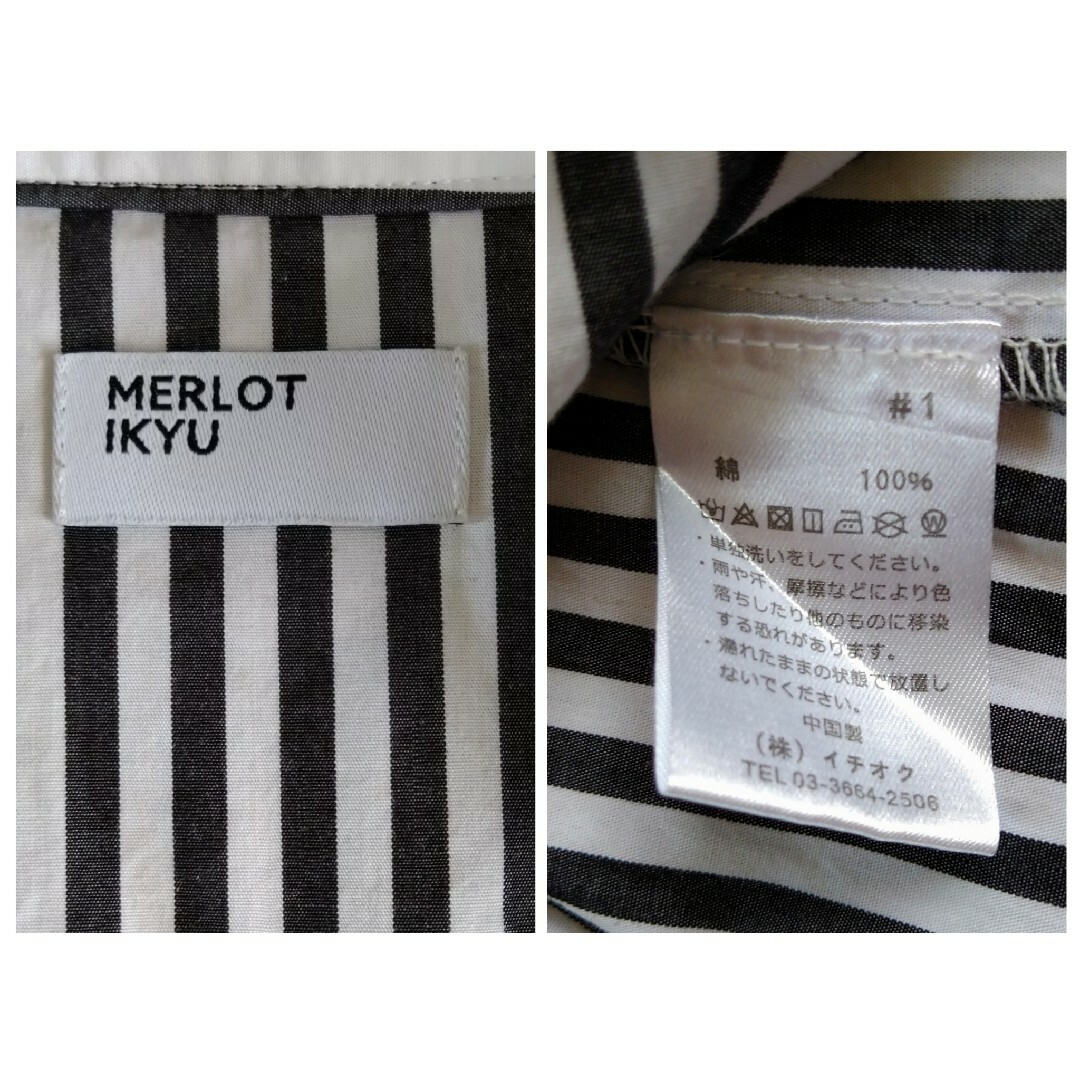 MERLOT
IKYU
#1
綿 100%
・単独洗いをしてください。
・雨や汗、摩擦などにより色
落ちしたり他のものに移染
する恐れがあります。
・濡れたままの状態で放置し
ないでください。
中国製
(株)イチオク
TEL 03-3664-2506